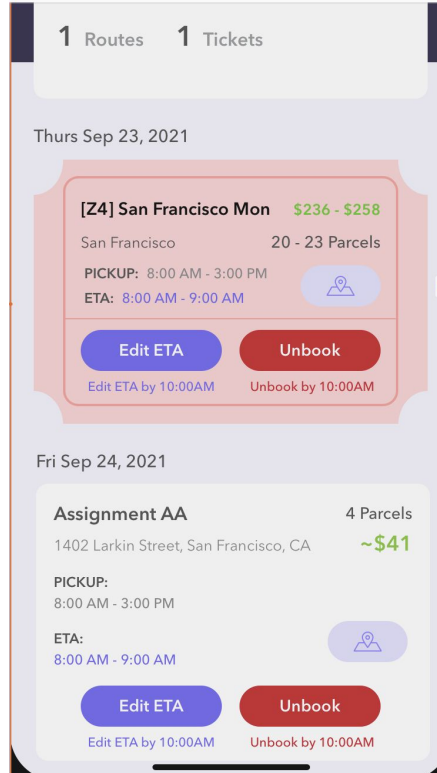 1 Routes 1 Tickets
Thurs Sep 23, 2021
[Z4] San Francisco Mon $236 - $258
San Francisco 20 - 23 Parcels
PICKUP: 8:00 AM - 3:00 PM
ETA: 8:00 AM - 9:00 AM
Edit ETA Unbook
Edit ETA by 10:00AM Unbook by 10:00AM
Fri Sep 24, 2021
Assignment AA 4 Parcels
1402 Larkin Street, San Francisco, CA ~$41
PICKUP:
8:00 AM - 3:00 PM
ETA:
8:00 AM - 9:00 AM
Edit ETA Unbook
Edit ETA by 10:00AM Unbook by 10:00AM